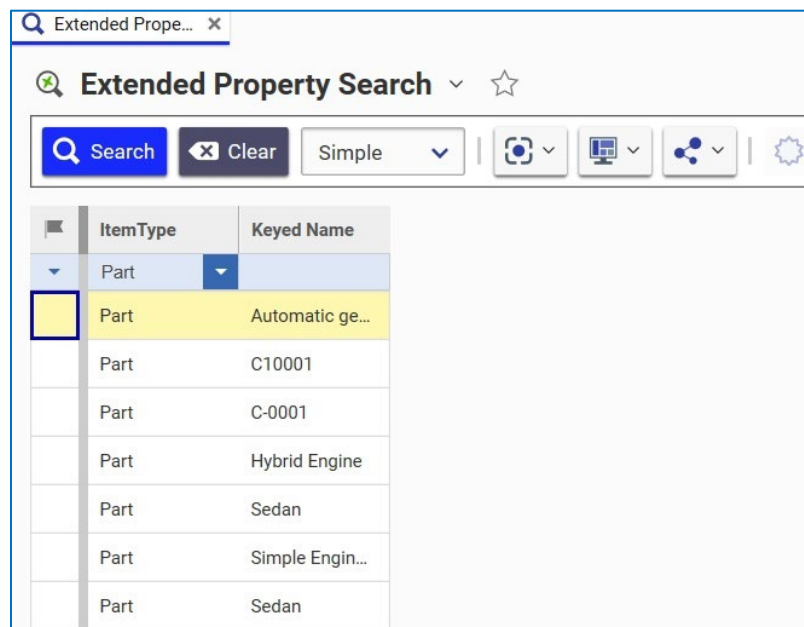 Extended Prope...
Extended Property Search
Search Clear Simple
ItemType Keyed Name
Part
Part Automatic ge...
Part C10001
Part C-0001
Part Hybrid Engine
Part Sedan
Part Simple Engin...
Part Sedan